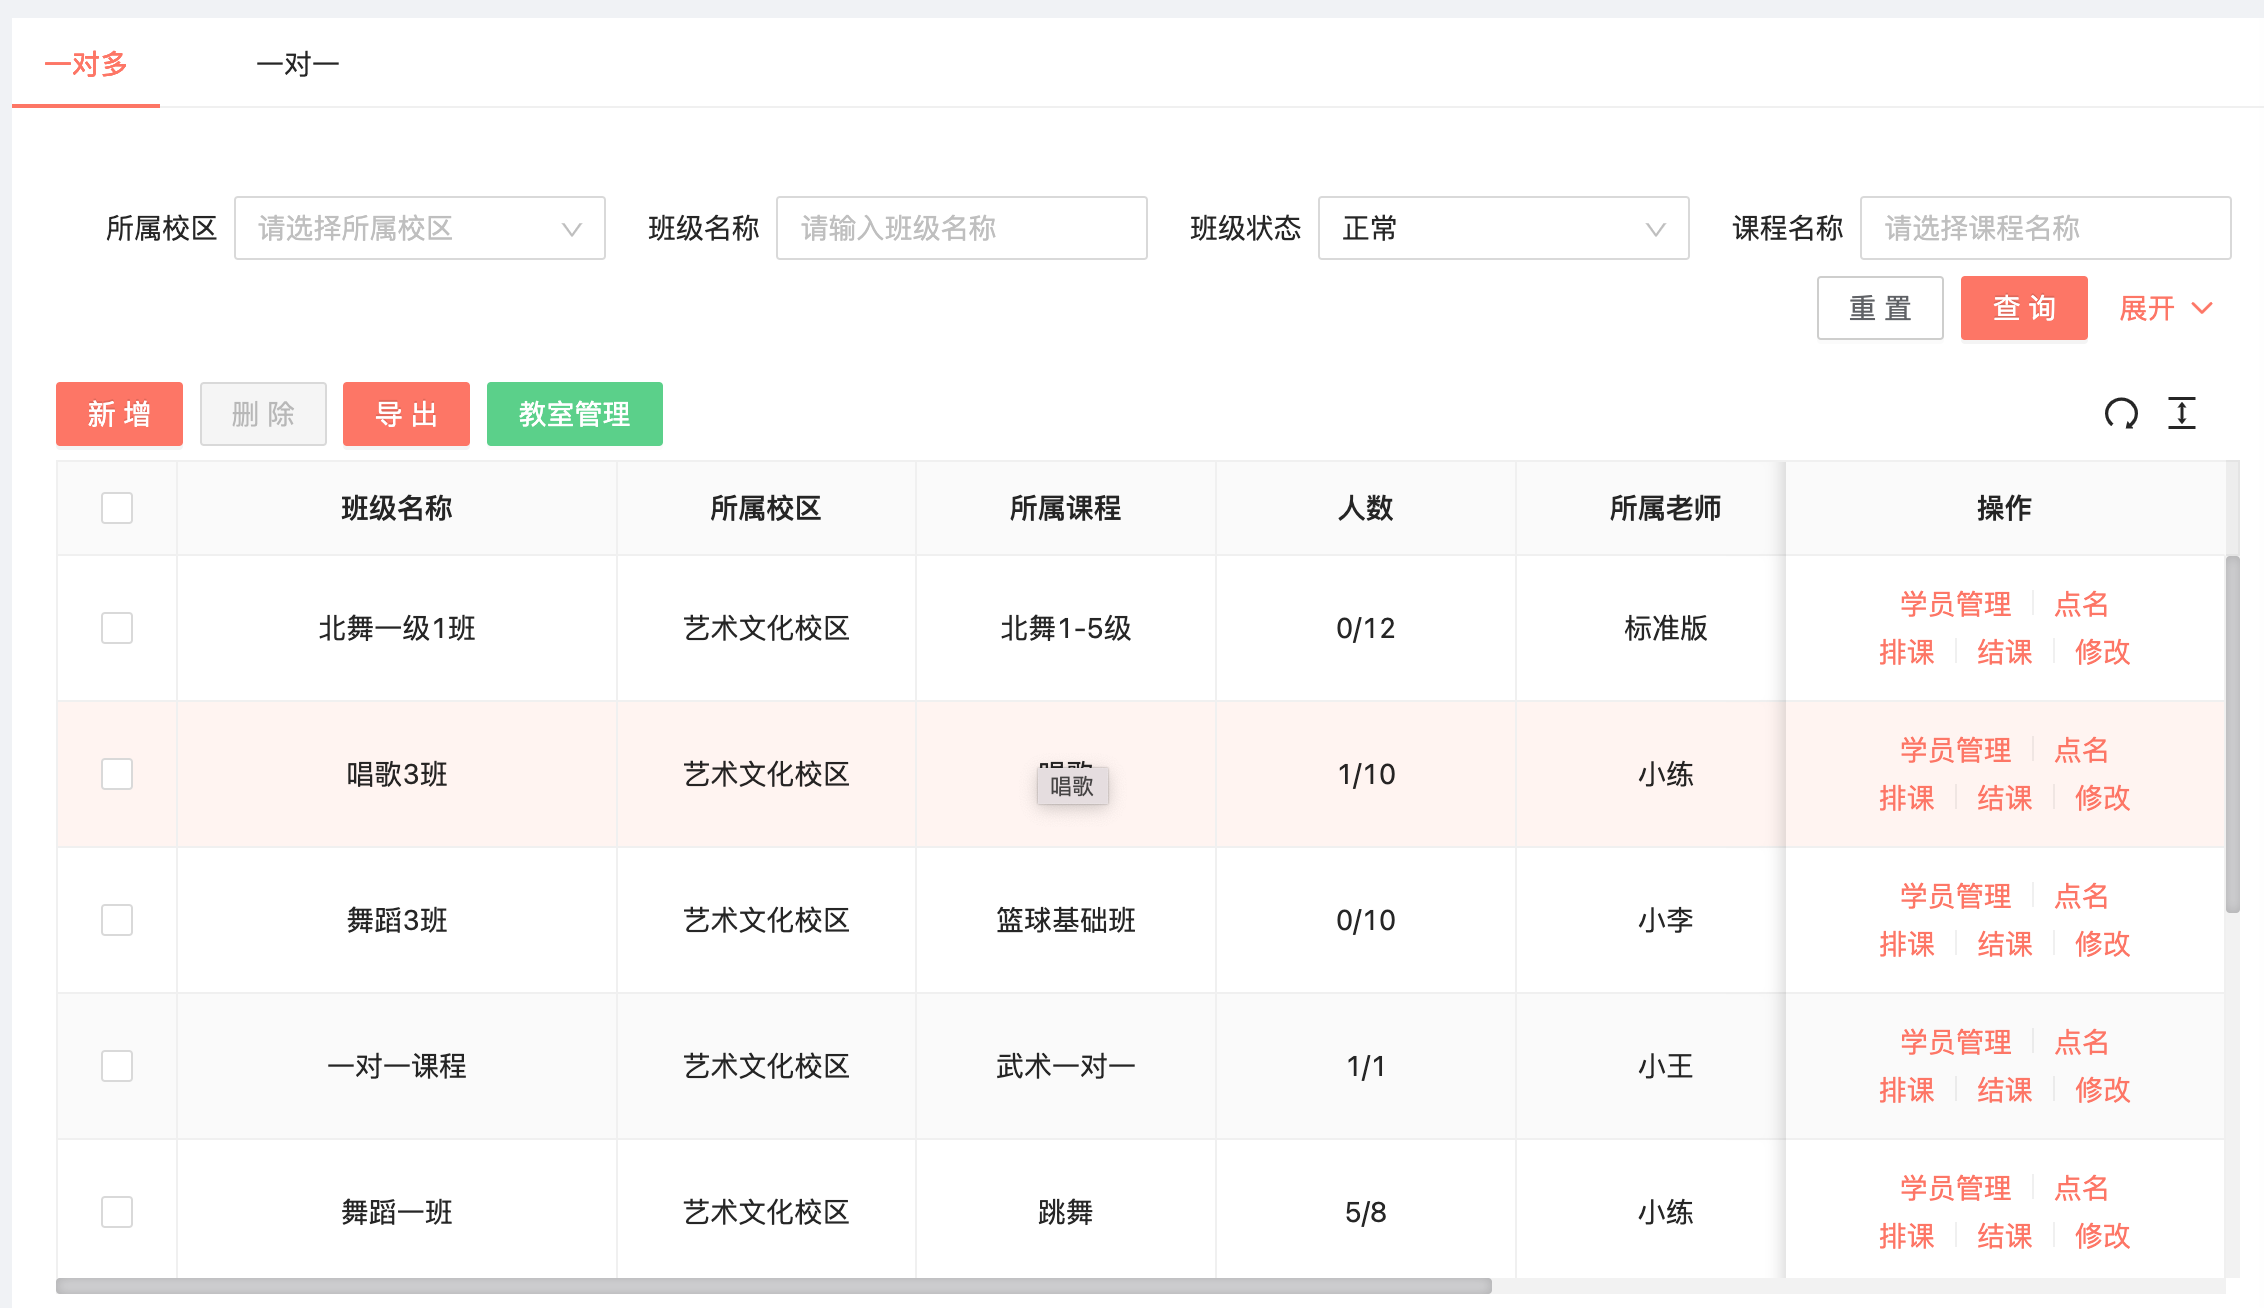 一对多 一对一
所属校区 请选择所属校区 班级名称 请输入班级名称 班级状态 正常 课程名称 请选择课程名称
重 置 查 询 展开
新 增 删 除 导 出 教室管理
班级名称 所属校区 所属课程 人数 所属老师 操作
北舞一级1班 艺术文化校区 北舞1-5级 0/12 标准版 学员管理 点名
排课 结课 修改
唱歌3班 艺术文化校区 唱歌 1/10 小练 学员管理 点名
唱歌
排课 结课 修改
舞蹈3班 艺术文化校区 篮球基础班 0/10 小李 学员管理 点名
排课 结课 修改
一对一课程 艺术文化校区 武术一对一 1/1 小王 学员管理 点名
排课 结课 修改
舞蹈一班 艺术文化校区 跳舞 5/8 小练 学员管理 点名
排课 结课 修改